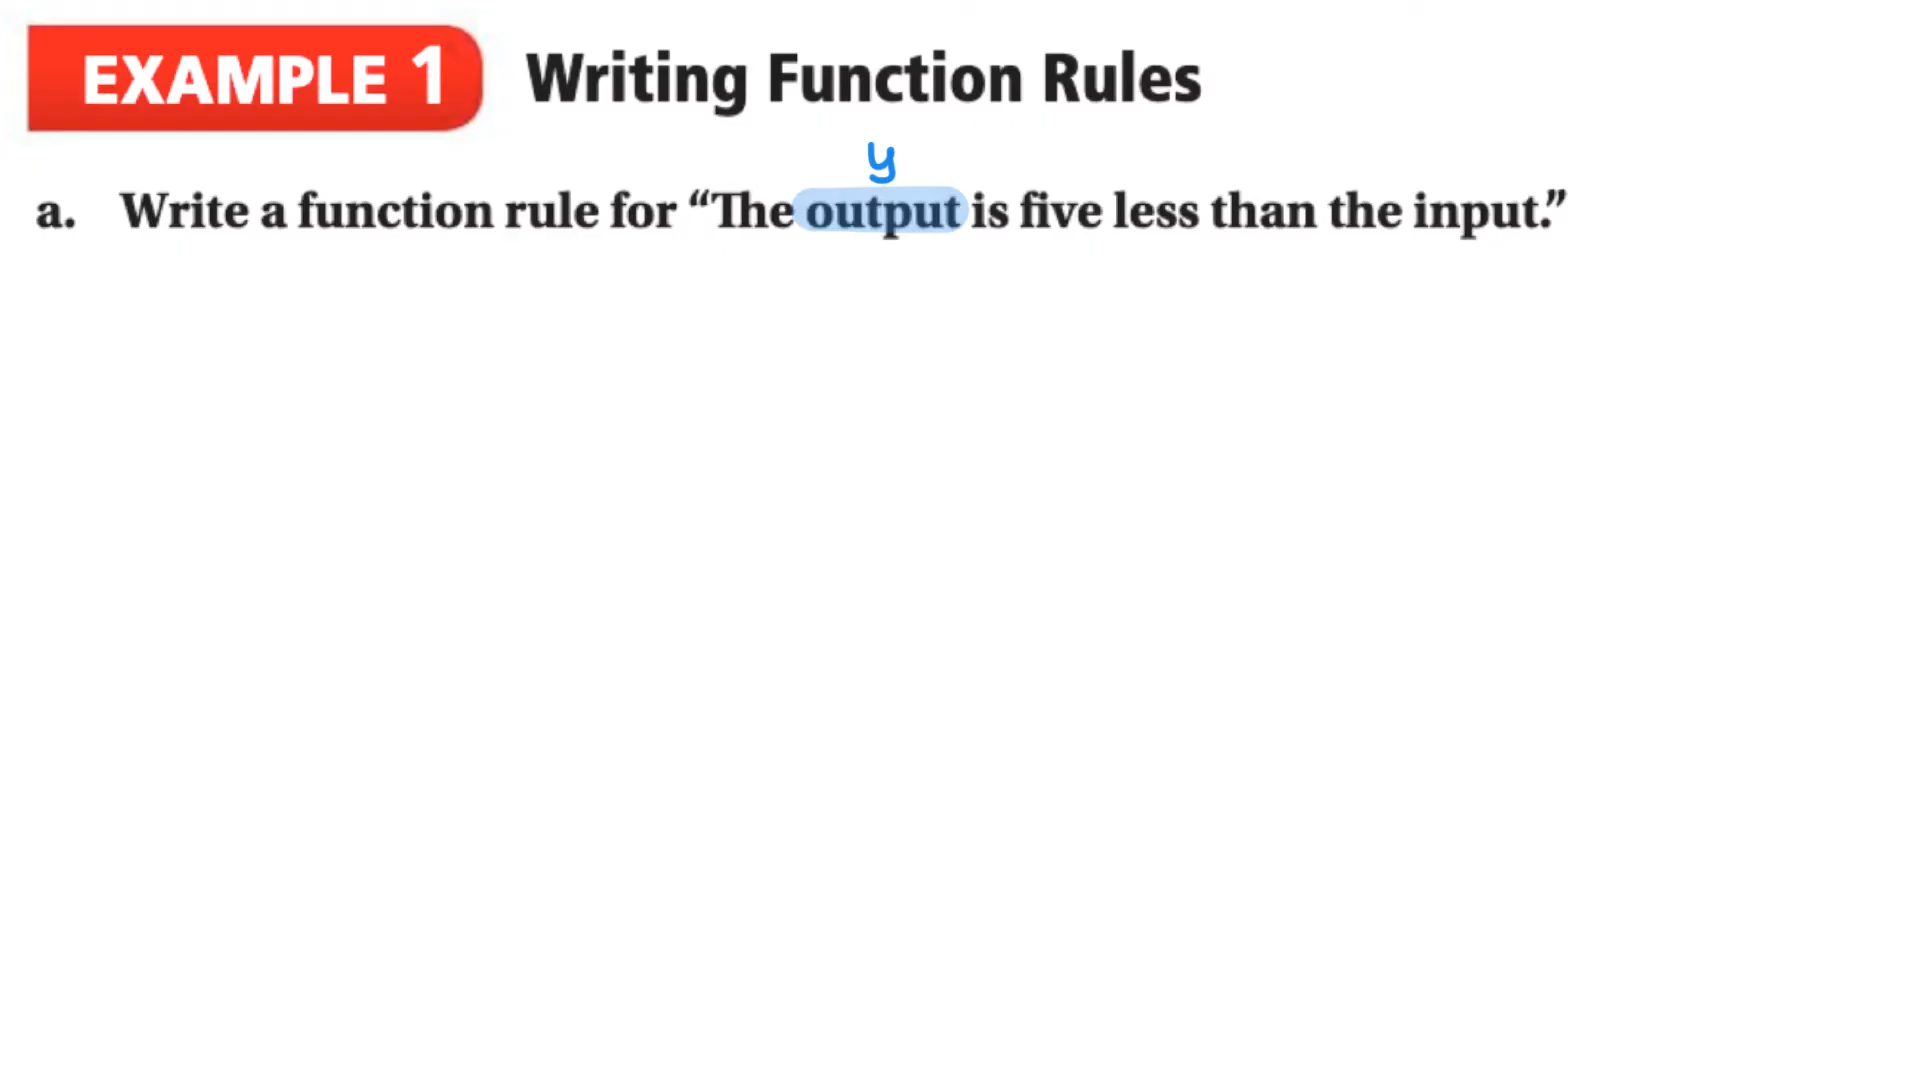 EXAMPLE 1 Writing Function Rules
y
a. Write a function rule for “The output is five less than the input.”